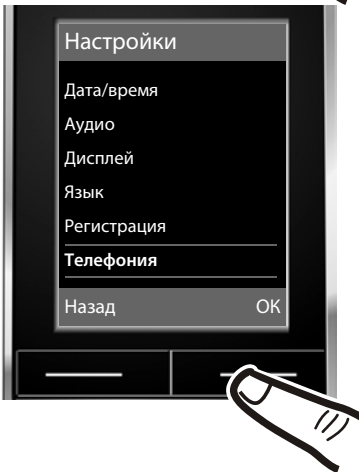 Настройки
Дата/время
Аудио
Дисплей
Язык
Регистрация
Телефония
Назад OK